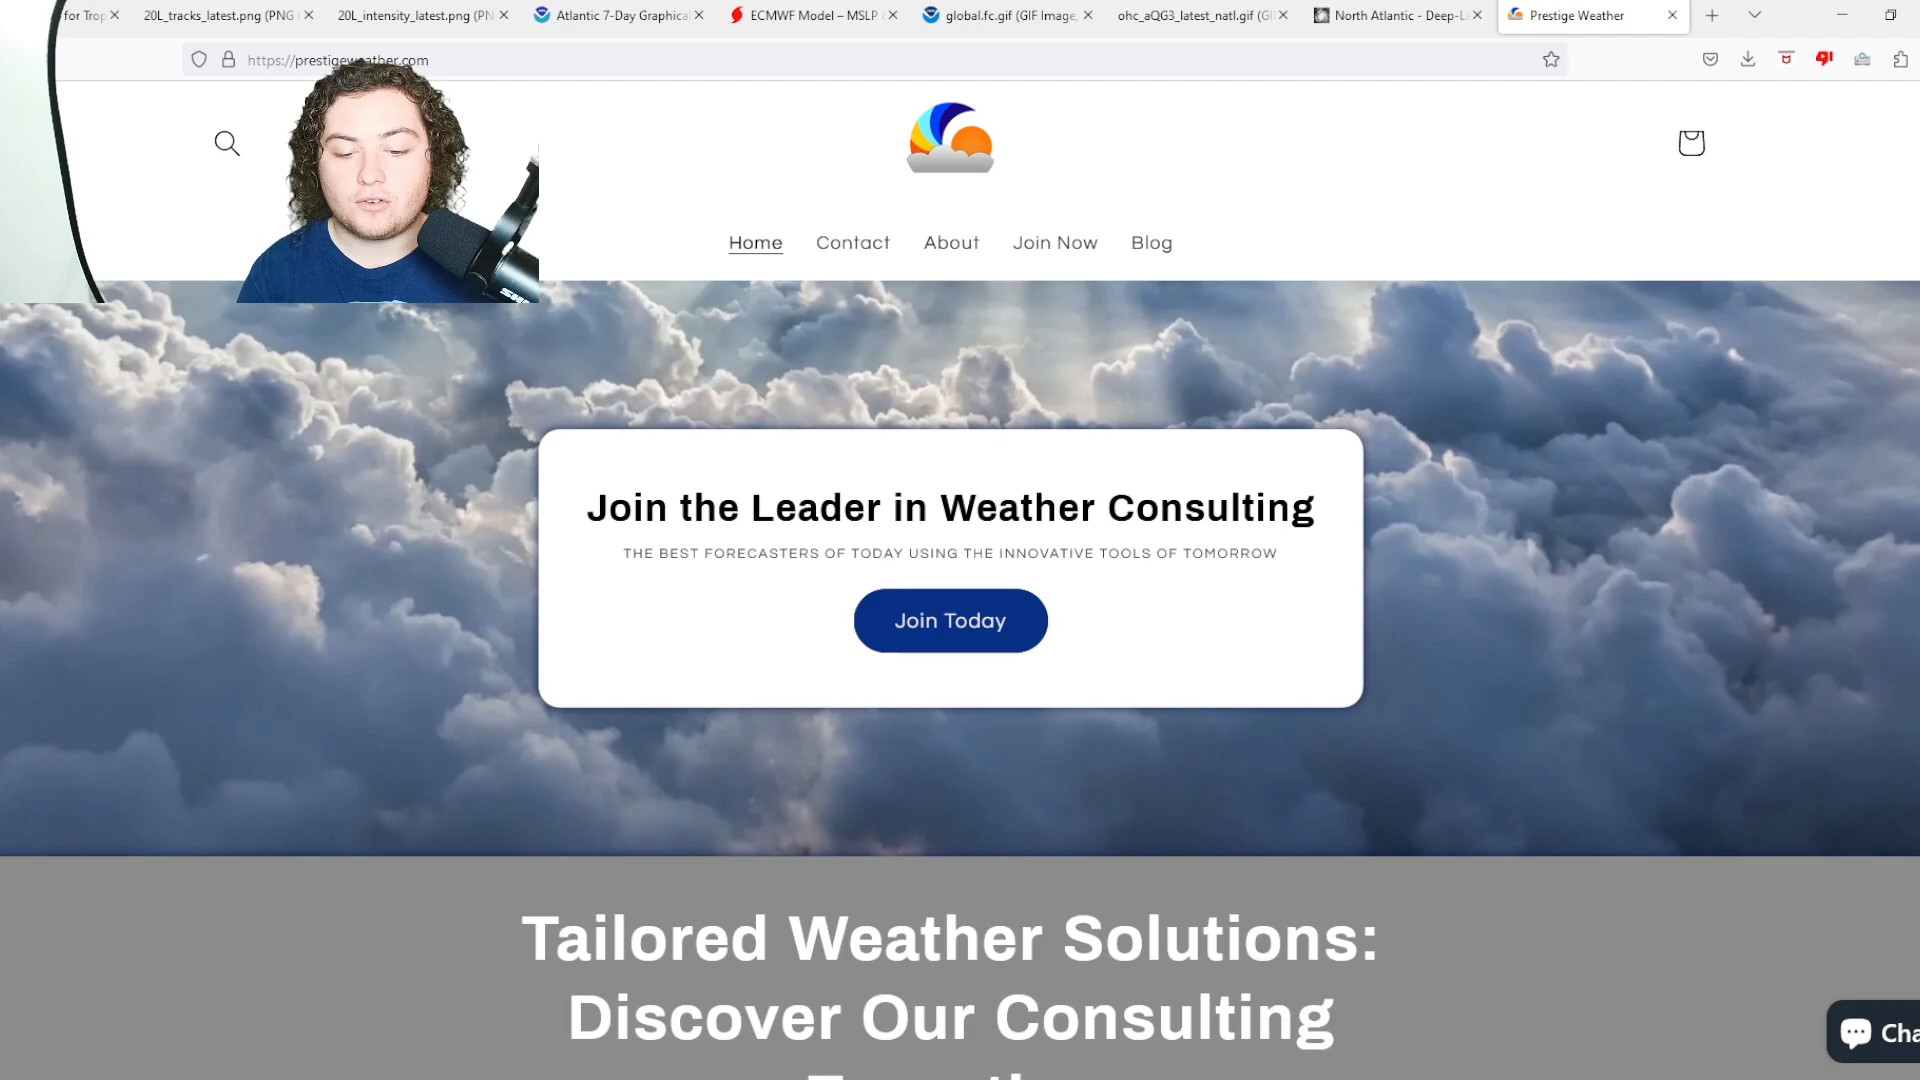 for Trop
20L_tracks_latest.png (PNG I
20L_intensity_latest.png (PN
Atlantic 7-Day Graphical
ECMWF Model – MSLP
global.fc.gif (GIF Image,
ohc_aQG3_latest_natl.gif (GI
North Atlantic - Deep-L
Prestige Weather
https://prestigeweather.com
Home
Contact
About
Join Now
Blog
Join the Leader in Weather Consulting
THE BEST FORECASTERS OF TODAY USING THE INNOVATIVE TOOLS OF TOMORROW
Join Today
Tailored Weather Solutions:
Discover Our Consulting
Cha